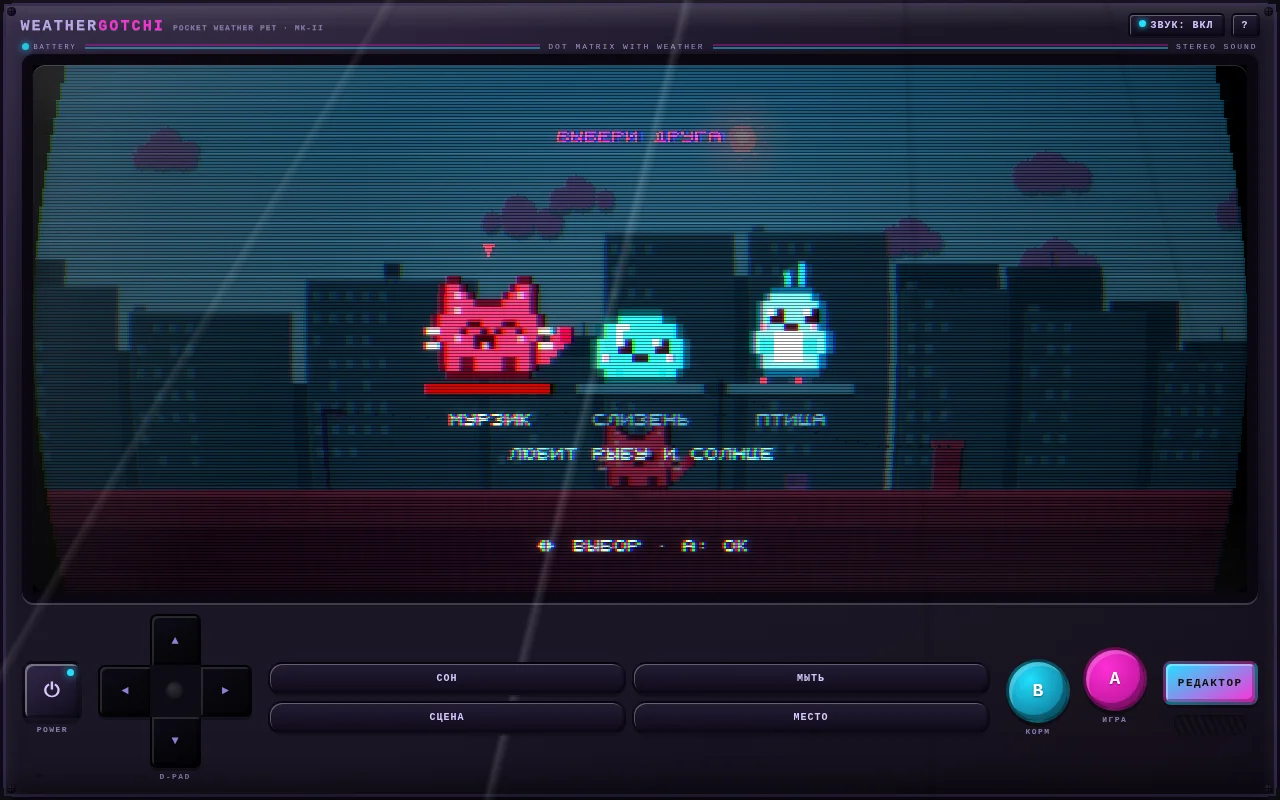 WEATHERGOTCHI POCKET WEATHER PET · MK-II
ЗВУК: ВКЛ ?
BATTERY DOT MATRIX WITH WEATHER STEREO SOUND
ВЫБЕРИ ДРУГА
МУРЗИК СЛИЗЕНЬ ПТИЦА
ЛЮБИТ РЫБУ И СОЛНЦЕ
ВЫБОР · A: OK
СОН МЫТЬ
СЦЕНА МЕСТО
POWER
D-PAD
B
КОРМ
A
ИГРА
РЕДАКТОР